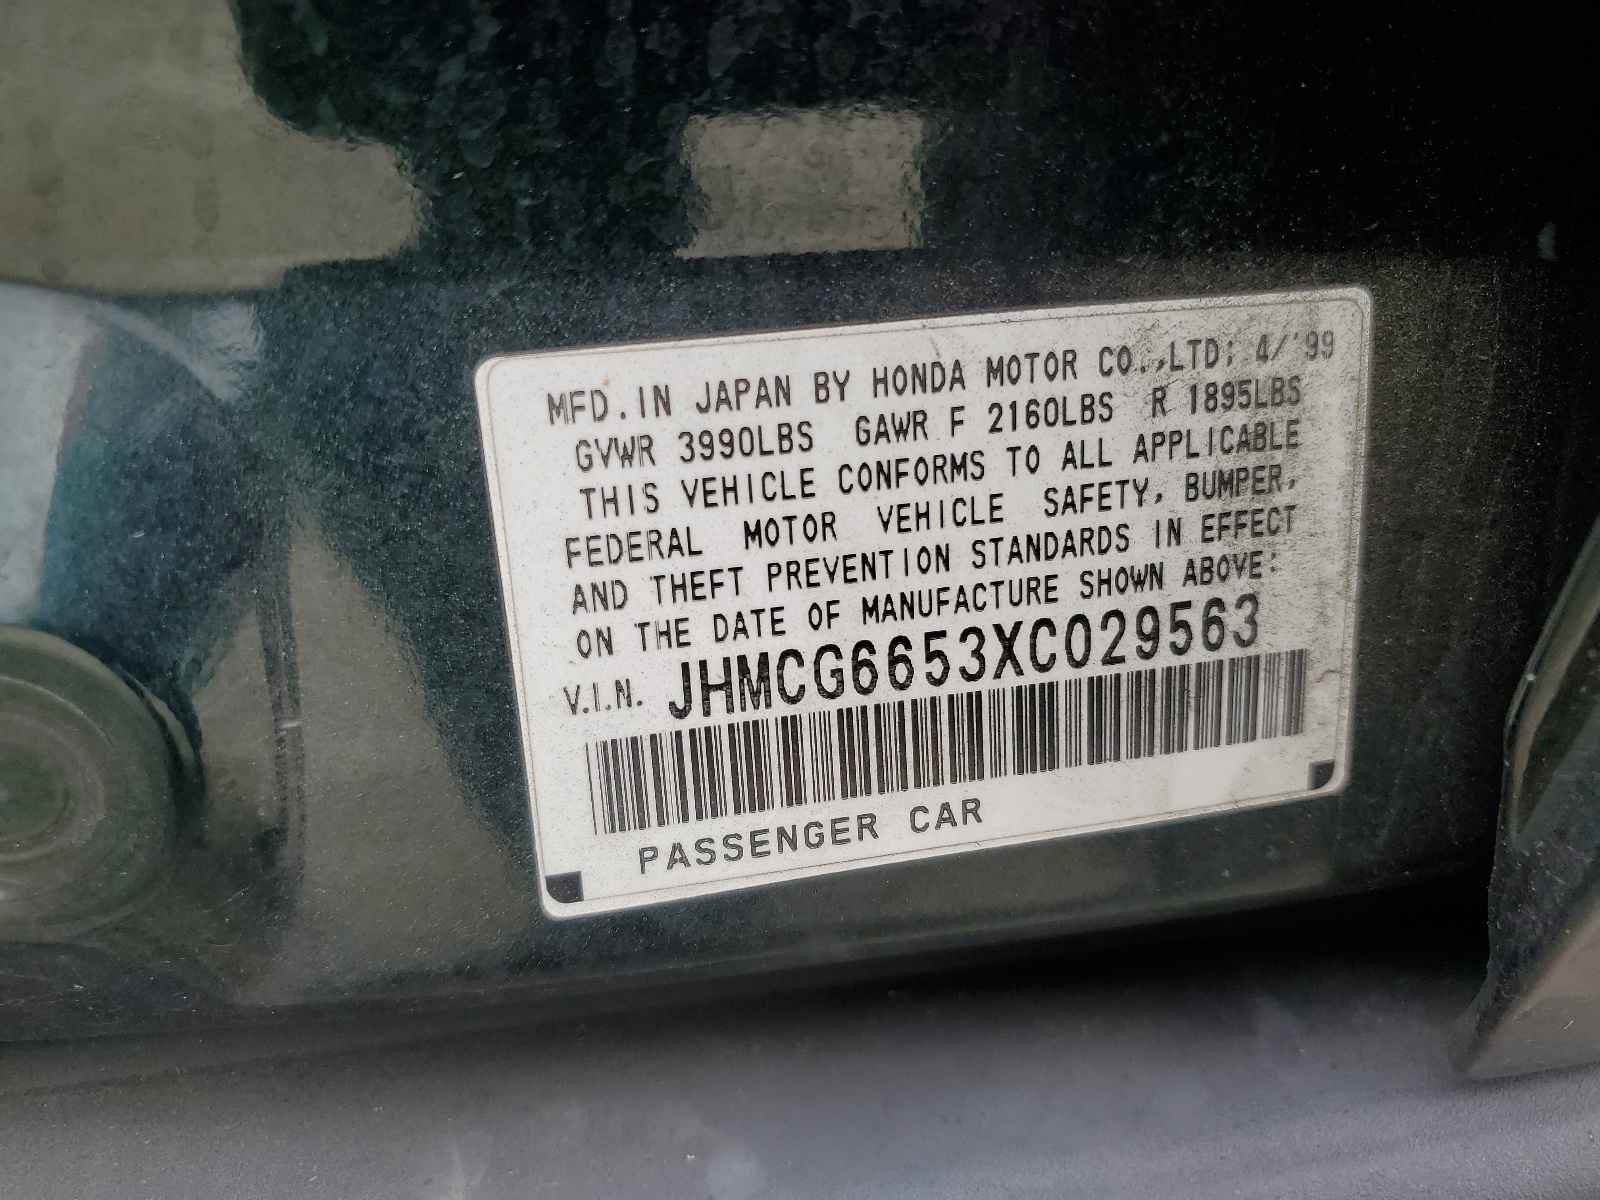 MFD. IN JAPAN BY HONDA MOTOR CO.,LTD; 4/'99
GVWR 3990LBS GAWR F 2160LBS R 1895LBS
THIS VEHICLE CONFORMS TO ALL APPLICABLE
FEDERAL MOTOR VEHICLE SAFETY, BUMPER,
AND THEFT PREVENTION STANDARDS IN EFFECT
ON THE DATE OF MANUFACTURE SHOWN ABOVE:
V.I.N. JHMCG6653XC029563
PASSENGER CAR